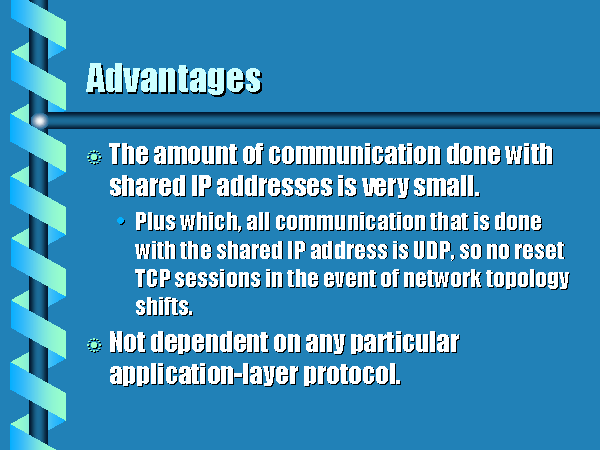 Advantages
The amount of communication done with
shared IP addresses is very small.
Plus which, all communication that is done
with the shared IP address is UDP, so no reset
TCP sessions in the event of network topology
shifts.
Not dependent on any particular
application-layer protocol.